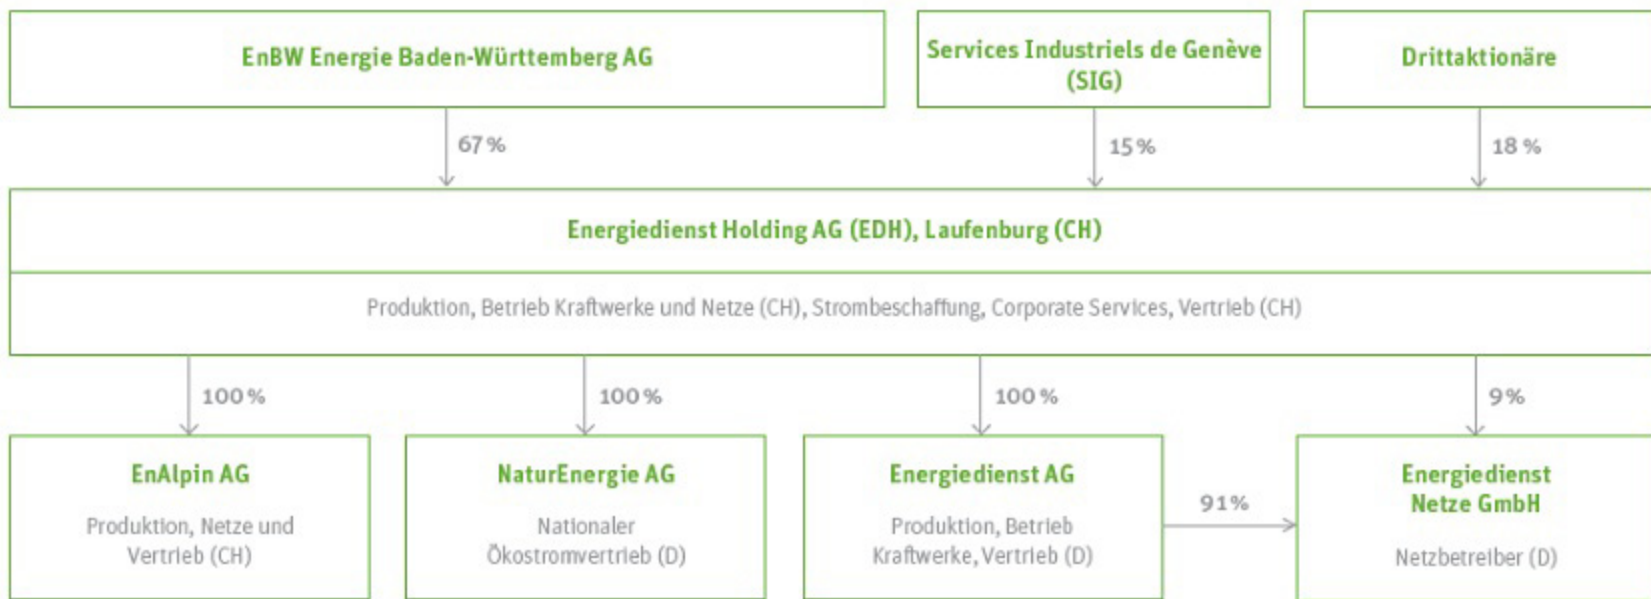 EnBW Energie Baden-Württemberg AG
Services Industriels de Genève
(SIG)
Drittaktionäre
67 %
15 %
18 %
Energiedienst Holding AG (EDH), Laufenburg (CH)
Produktion, Betrieb Kraftwerke und Netze (CH), Strombeschaffung, Corporate Services, Vertrieb (CH)
100 %
100 %
100 %
9 %
EnAlpin AG
Produktion, Netze und
Vertrieb (CH)
NaturEnergie AG
Nationaler
Ökostromvertrieb (D)
Energiedienst AG
Produktion, Betrieb
Kraftwerke, Vertrieb (D)
91 %
Energiedienst
Netze GmbH
Netzbetreiber (D)